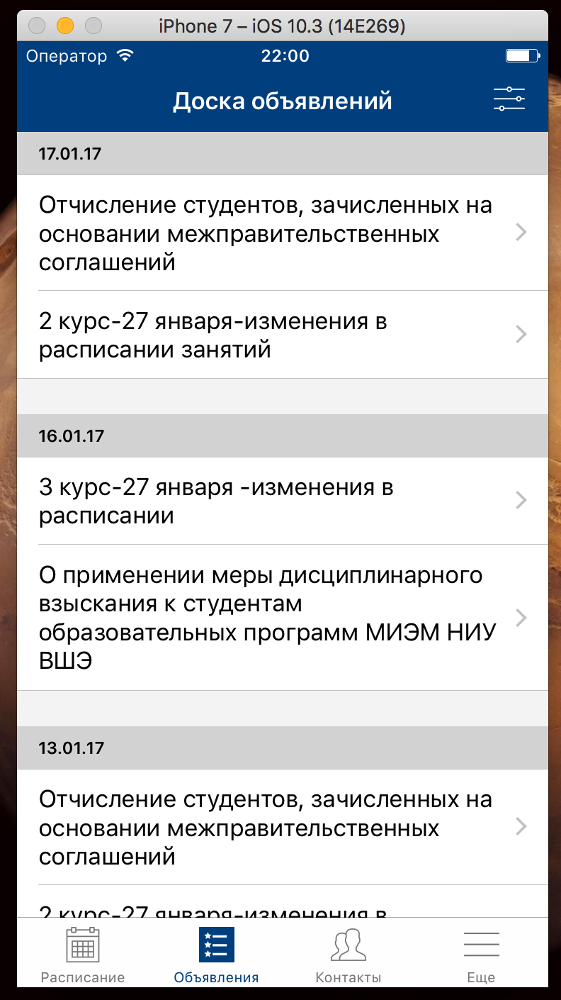 iPhone 7 – iOS 10.3 (14E269)
Оператор 22:00
Доска объявлений
17.01.17
Отчисление студентов, зачисленных на
основании межправительственных
соглашений
2 курс-27 января-изменения в
расписании занятий
16.01.17
3 курс-27 января -изменения в
расписании
О применении меры дисциплинарного
взыскания к студентам
образовательных программ МИЭМ НИУ
ВШЭ
13.01.17
Отчисление студентов, зачисленных на
основании межправительственных
соглашений
2 курс-27 января-изменения в
Расписание Объявления Контакты Еще